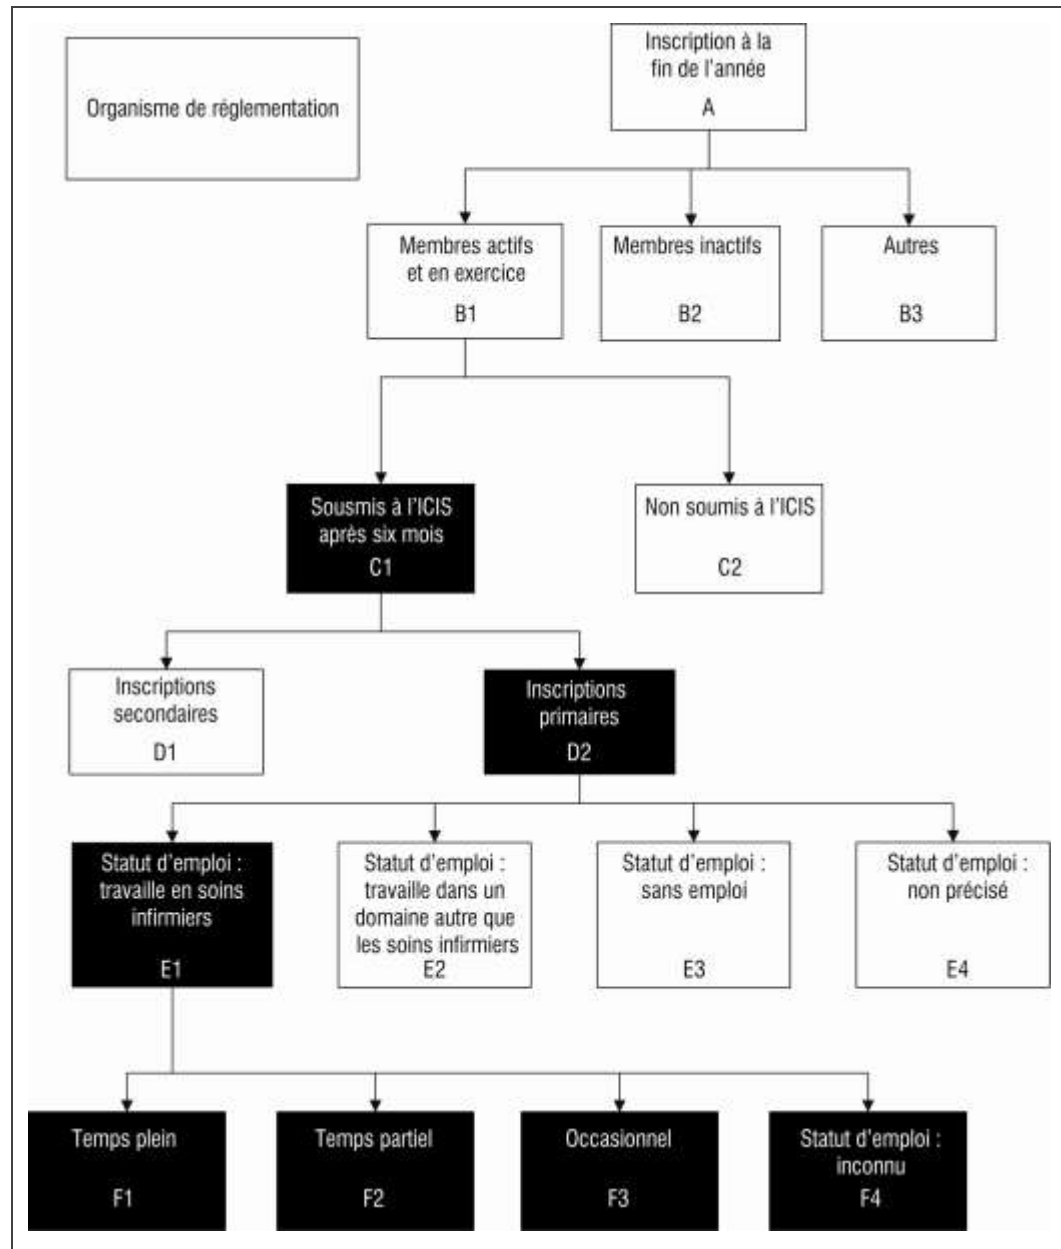 Organisme de réglementation
Inscription à la
fin de l'année
A
Membres actifs
et en exercice
B1
Membres inactifs
B2
Autres
B3
Sousmis à l'ICIS
après six mois
C1
Non soumis à l'ICIS
C2
Inscriptions
secondaires
D1
Inscriptions
primaires
D2
Statut d'emploi :
travaille en soins
infirmiers
E1
Statut d'emploi :
travaille dans un
domaine autre que
les soins infirmiers
E2
Statut d'emploi :
sans emploi
E3
Statut d'emploi :
non précisé
E4
Temps plein
F1
Temps partiel
F2
Occasionnel
F3
Statut d'emploi :
inconnu
F4